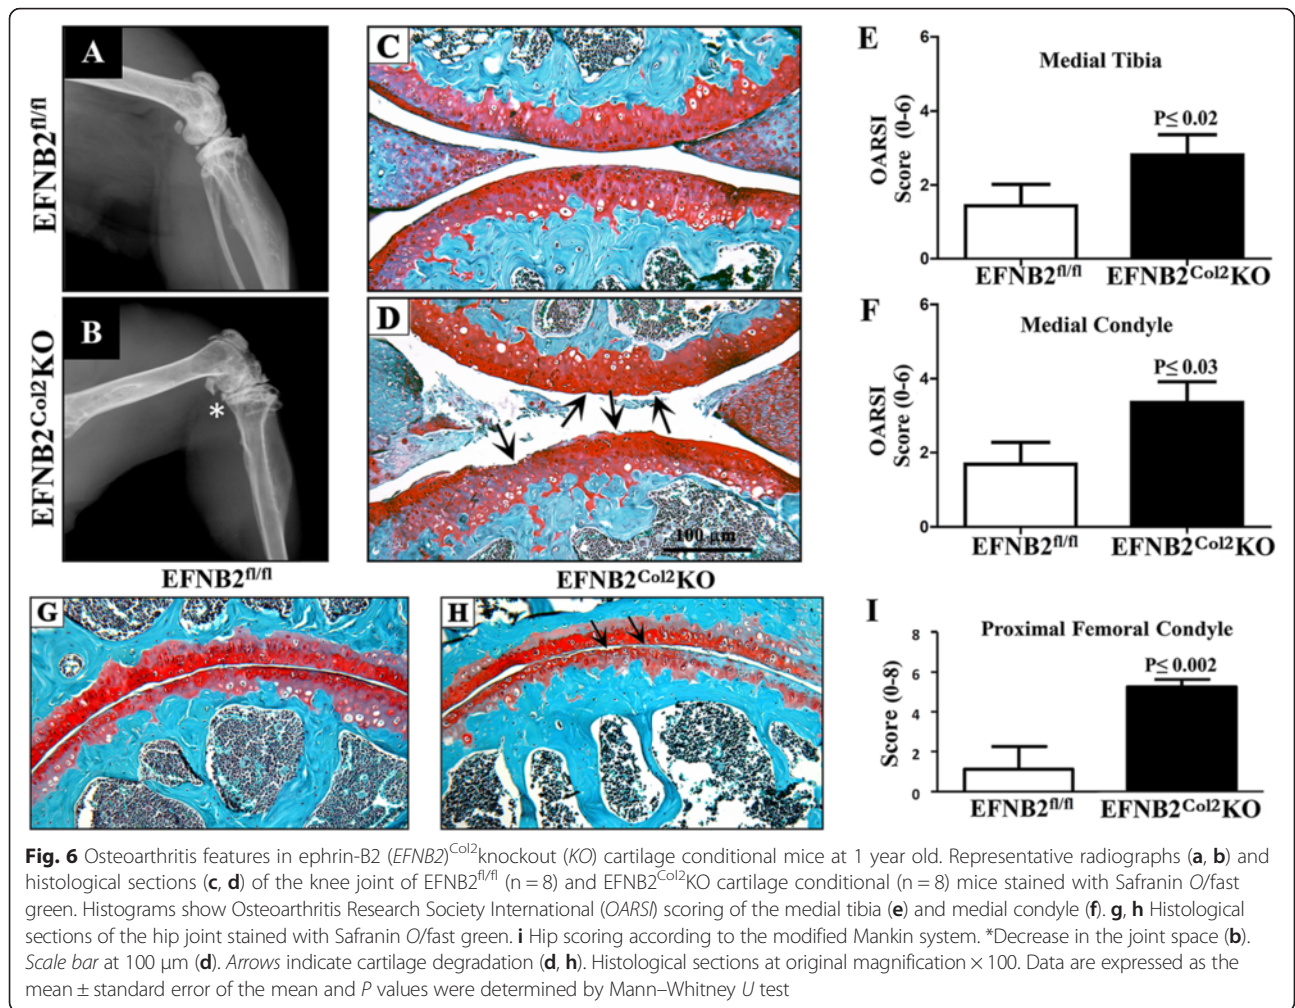 A
EFNB2fl/fl
B
*
EFNB2Col2KO
C
D
100 μm
E
Medial Tibia
OARSI
Score (0-6)
6
4
2
0
P≤ 0.02
EFNB2fl/fl
EFNB2Col2KO
F
Medial Condyle
OARSI
Score (0-6)
6
4
2
0
P≤ 0.03
EFNB2fl/fl
EFNB2Col2KO
EFNB2fl/fl
EFNB2Col2KO
G
H
I
Proximal Femoral Condyle
Score (0-8)
8
6
4
2
0
P≤ 0.002
EFNB2fl/fl
EFNB2Col2KO
Fig. 6 Osteoarthritis features in ephrin-B2 (EFNB2)Col2knockout (KO) cartilage conditional mice at 1 year old. Representative radiographs (a, b) and
histological sections (c, d) of the knee joint of EFNB2fl/fl (n = 8) and EFNB2Col2KO cartilage conditional (n = 8) mice stained with Safranin O/fast
green. Histograms show Osteoarthritis Research Society International (OARSI) scoring of the medial tibia (e) and medial condyle (f). g, h Histological
sections of the hip joint stained with Safranin O/fast green. i Hip scoring according to the modified Mankin system. *Decrease in the joint space (b).
Scale bar at 100 μm (d). Arrows indicate cartilage degradation (d, h). Histological sections at original magnification × 100. Data are expressed as the
mean ± standard error of the mean and P values were determined by Mann–Whitney U test